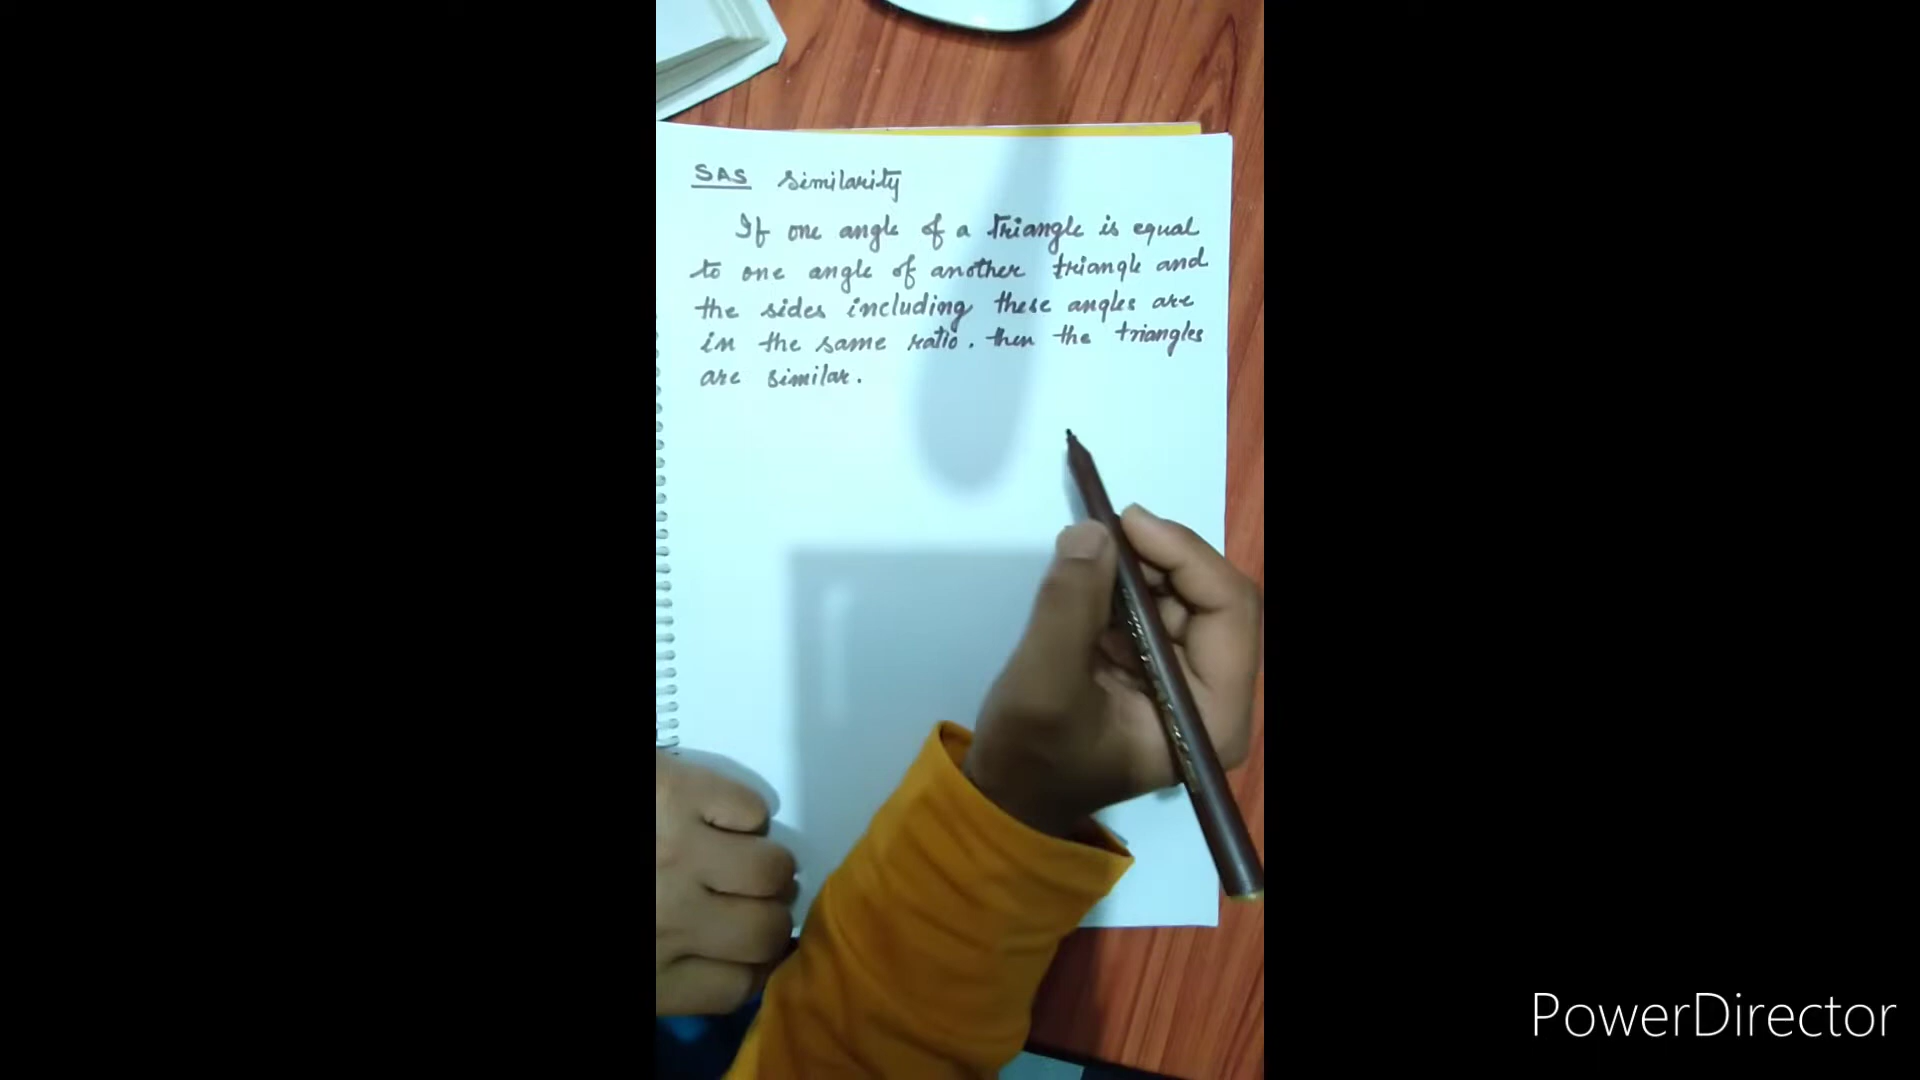 SAS Similarity
If one angle of a triangle is equal
to one angle of another triangle and
the sides including these angles are
in the same ratio. then the triangles
are similar.
PowerDirector